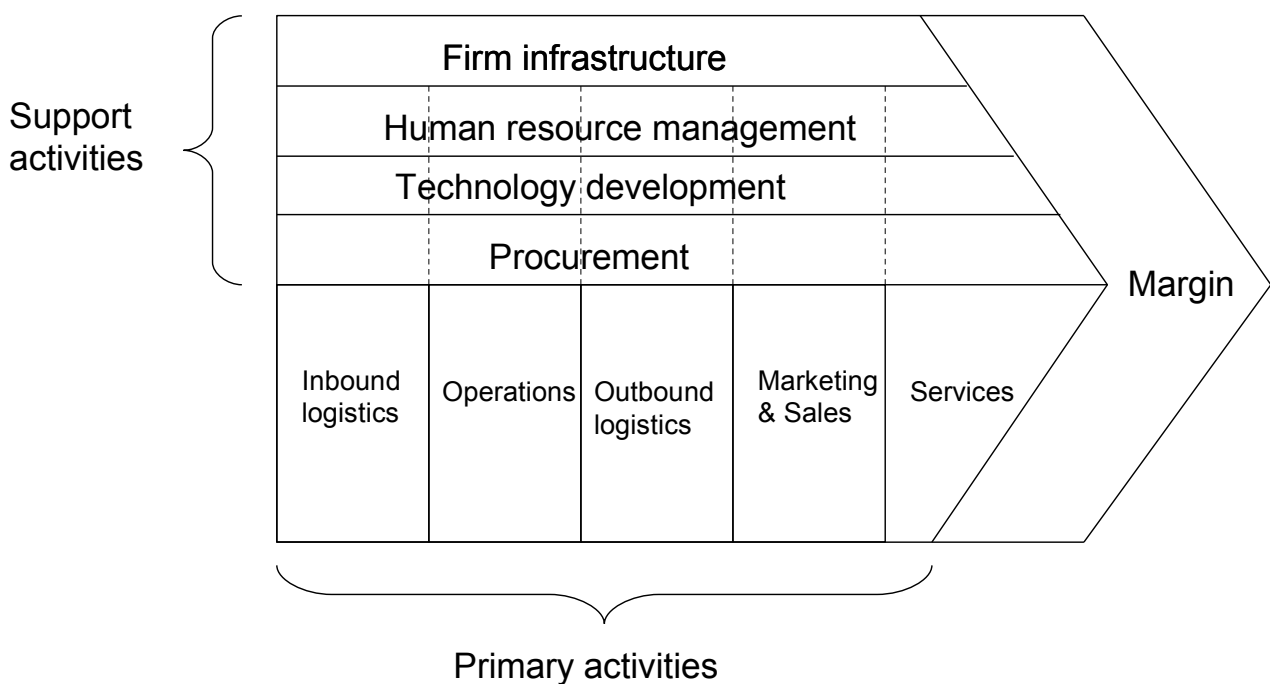 Firm infrastructure
Support
activities
Human resource management
Technology development
Procurement
Margin
Inbound
logistics
Operations
Outbound
logistics
Marketing
& Sales
Services
Primary activities